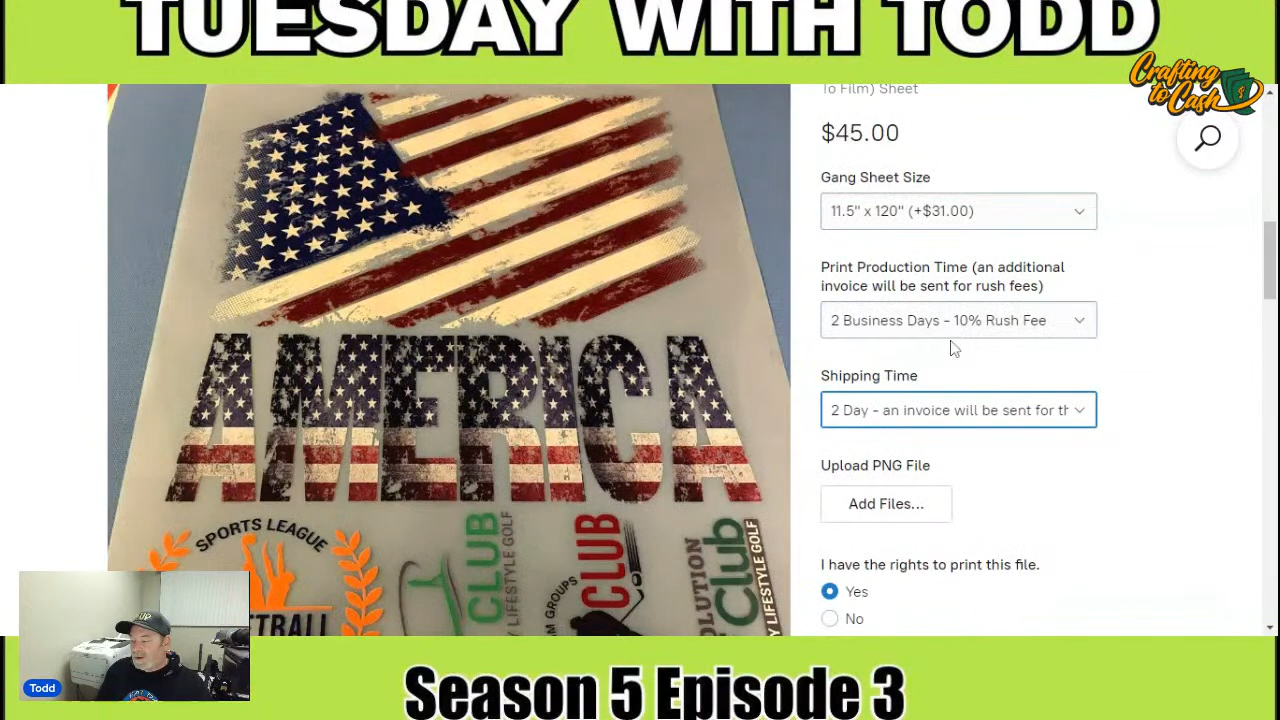 TUESDAY WITH TODD
Crafting
to Cash
To Film) Sheet
$45.00
Gang Sheet Size
11.5" x 120" (+$31.00)
Print Production Time (an additional
invoice will be sent for rush fees)
2 Business Days - 10% Rush Fee
Shipping Time
2 Day - an invoice will be sent for th
Upload PNG File
Add Files...
I have the rights to print this file.
Yes
No
AMERICA
SPORTS LEAGUE
CLUB
LIFESTYLE GOLF
GROUPS
CLUB
Club
LIFESTYLE GOLF
Todd
Season 5 Episode 3